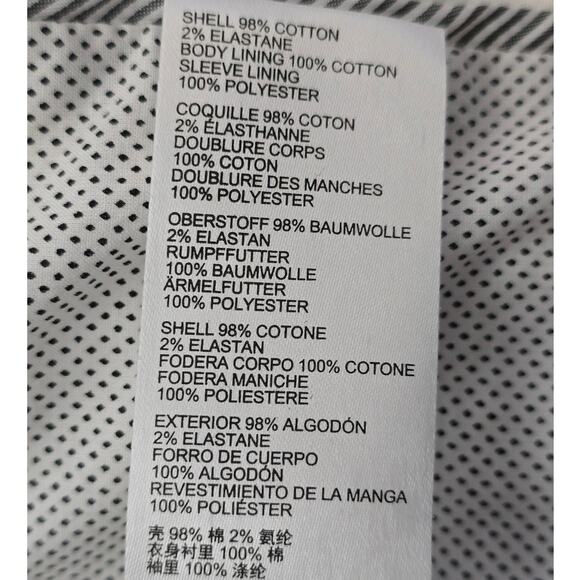 SHELL 98% COTTON
2% ELASTANE
BODY LINING 100% COTTON
SLEEVE LINING
100% POLYESTER
COQUILLE 98% COTON
2% ÉLASTHANNE
DOUBLURE CORPS
100% COTON
DOUBLURE DES MANCHES
100% POLYESTER
OBERSTOFF 98% BAUMWOLLE
2% ELASTAN
RUMPFFUTTER
100% BAUMWOLLE
ÄRMELFUTTER
100% POLYESTER
SHELL 98% COTONE
2% ELASTAN
FODERA CORPO 100% COTONE
FODERA MANICHE
100% POLIESTERE
EXTERIOR 98% ALGODÓN
2% ELASTANE
FORRO DE CUERPO
100% ALGODÓN
REVESTIMIENTO DE LA MANGA
100% POLIÉSTER
壳 98% 棉 2% 氨纶
衣身衬里 100% 棉
袖里 100% 涤纶